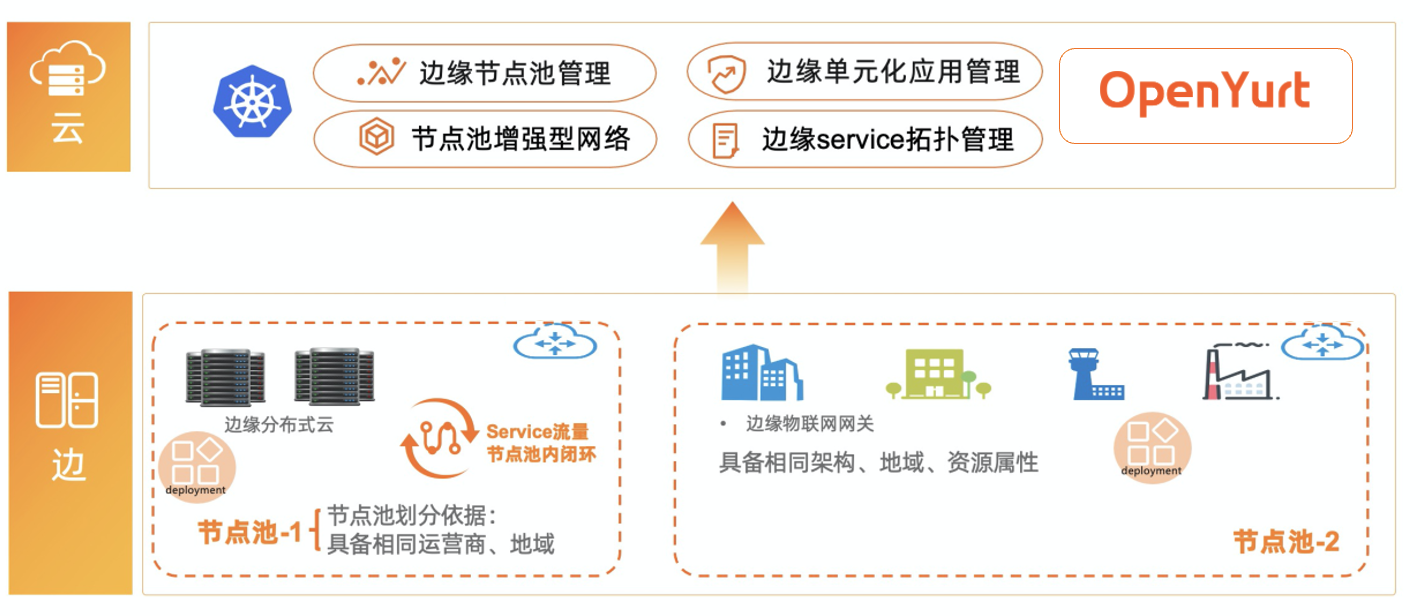 云
边缘节点池管理
边缘单元化应用管理
OpenYurt
节点池增强型网络
边缘service拓扑管理
边
边缘分布式云
Service流量
节点池内闭环
deployment
节点池-1
节点池划分依据：
具备相同运营商、地域
• 边缘物联网网关
具备相同架构、地域、资源属性
deployment
节点池-2